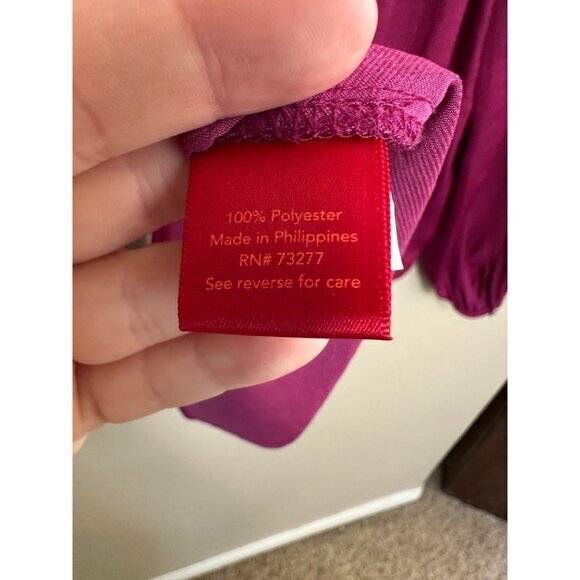 100% Polyester
Made in Philippines
RN# 73277
See reverse for care